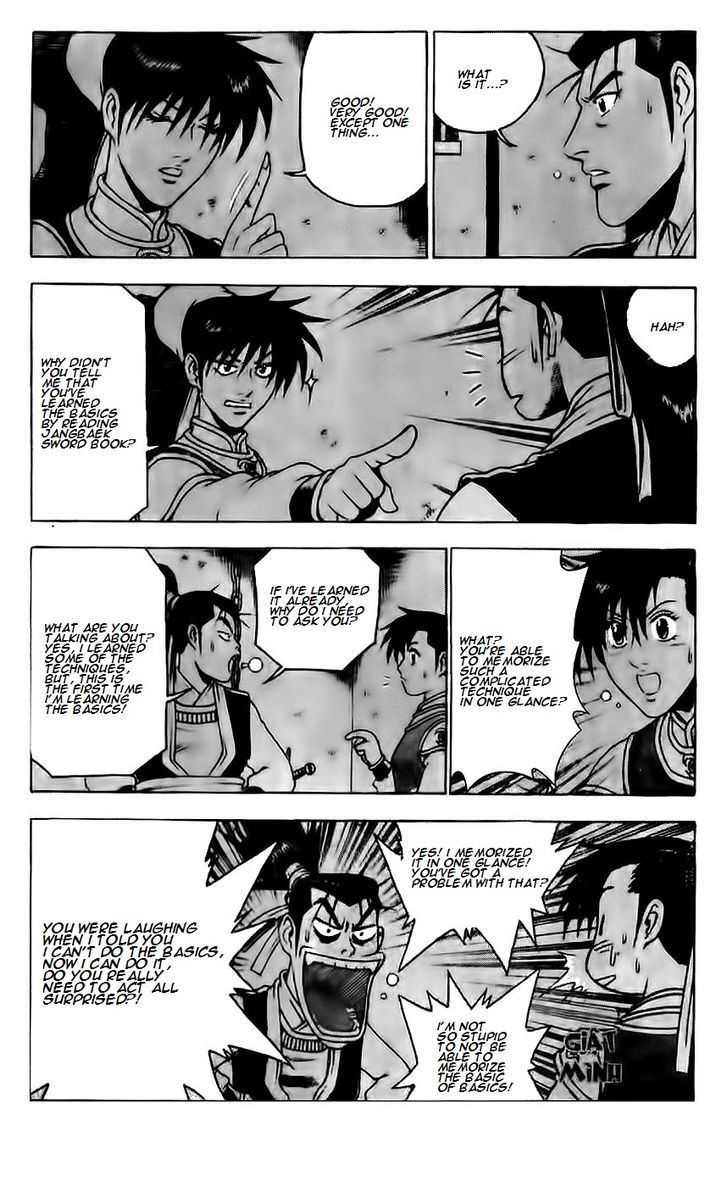 GOOD!
VERY GOOD!
EXCEPT ONE
THING...
WHAT
IS IT...?
WHY DIDN'T
YOU TELL
ME THAT
YOU'VE
LEARNED
THE BASICS
BY READING
JANGBAEK
SWORD BOOK?
HAH?
WHAT ARE YOU
TALKING ABOUT?
YES, I LEARNED
SOME OF THE
TECHNIQUES,
BUT, THIS IS
THE FIRST TIME
I'M LEARNING
THE BASICS!
IF I'VE LEARNED
IT ALREADY
WHY DO I NEED
TO ASK YOU?
WHAT?
YOU'RE ABLE
TO MEMORIZE
SUCH A
COMPLICATED
TECHNIQUE
IN ONE GLANCE?
YES! I MEMORIZED
IT IN ONE GLANCE!
YOU'VE GOT A
PROBLEM WITH THAT?
YOU WERE LAUGHING
WHEN I TOLD YOU
I CAN'T DO THE BASICS,
NOW I CAN DO IT,
DO YOU REALLY
NEED TO ACT ALL
SURPRISED?!
I'M NOT
SO STUPID
TO NOT BE
ABLE TO
MEMORIZE
THE BASIC
OF BASICS!
GIẬT
MÌNH